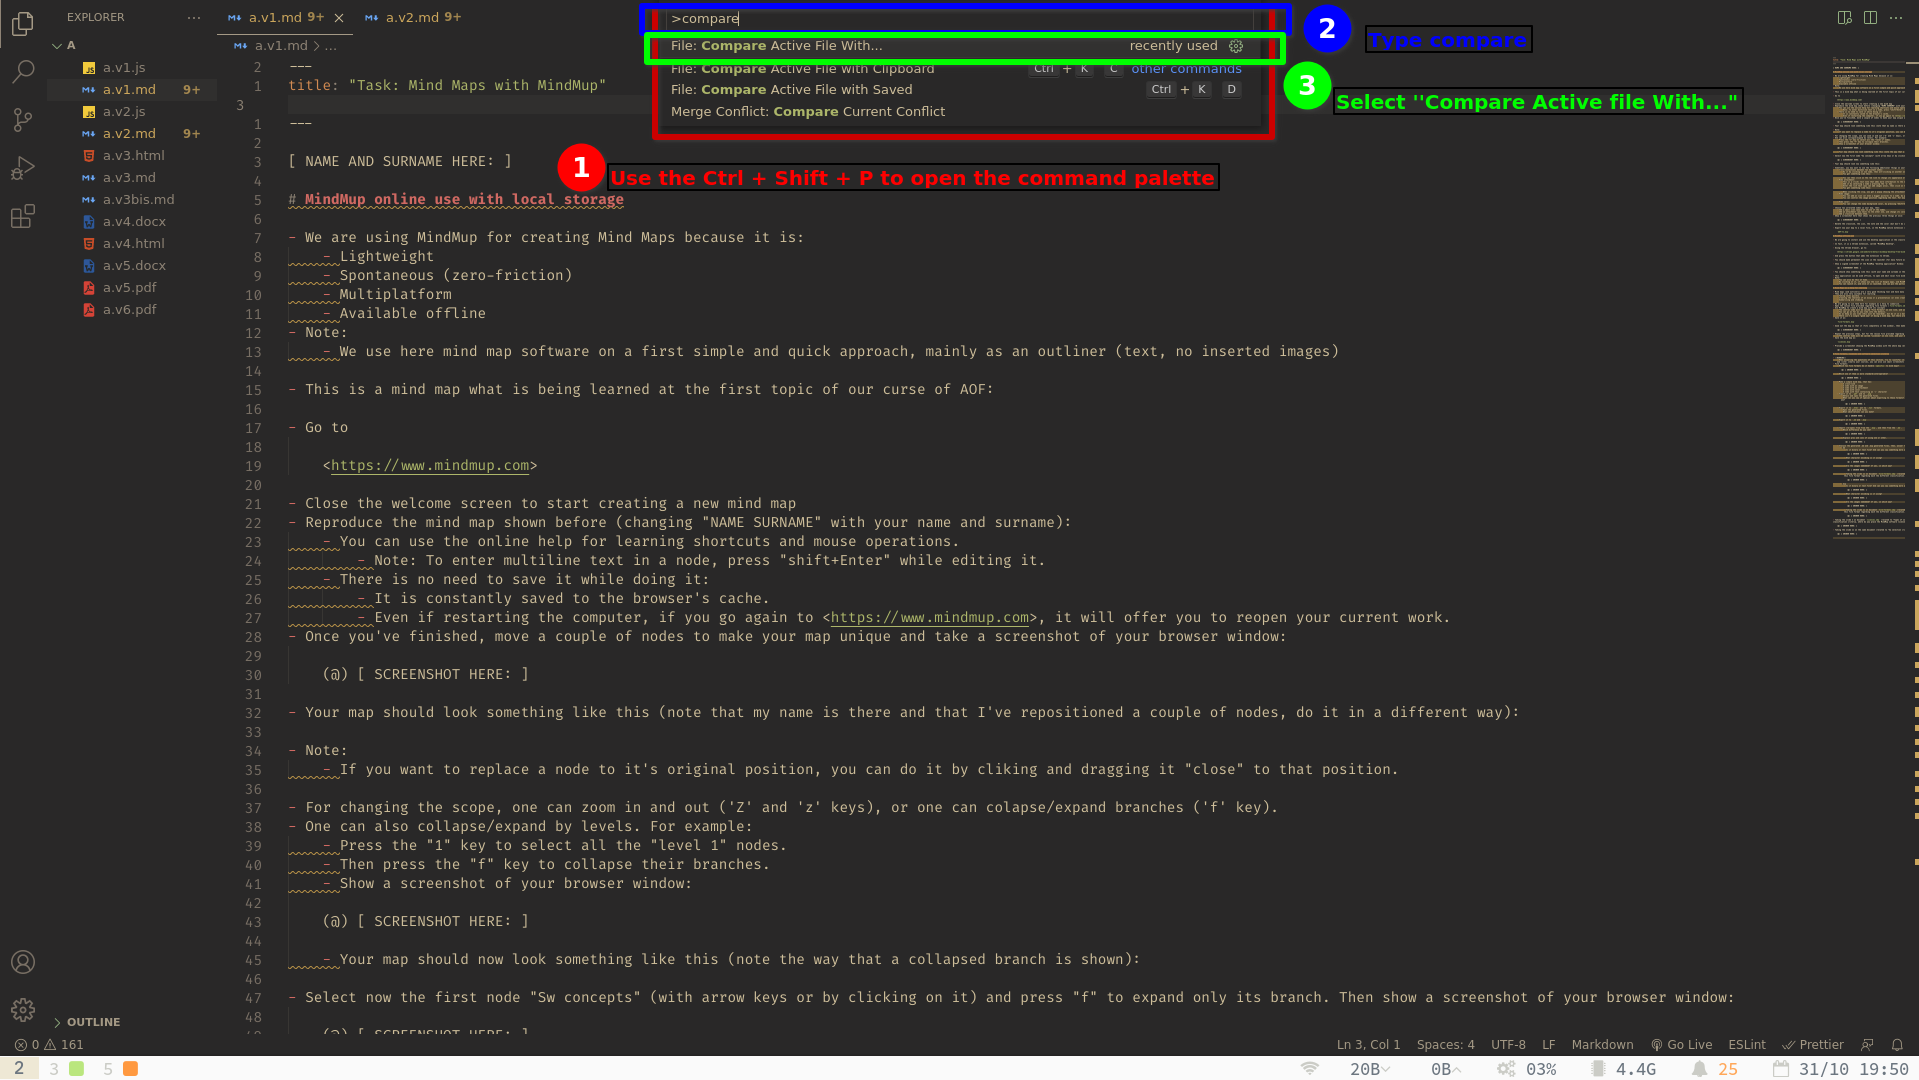 EXPLORER ...
a.v1.md 9+
a.v2.md 9+
A
a.v1.js
a.v1.md 9+
a.v2.js
a.v2.md 9+
a.v3.html
a.v3.md
a.v3bis.md
a.v4.docx
a.v4.html
a.v5.docx
a.v5.pdf
a.v6.pdf
OUTLINE
a.v1.md > ...
>compare
File: Compare Active File With... recently used
File: Compare Active File with Clipboard Ctrl + K C other commands
File: Compare Active File with Saved Ctrl + K D
Merge Conflict: Compare Current Conflict
1 Use the Ctrl + Shift + P to open the command palette
2 Type compare
3 Select ''Compare Active file With..."
2 ---
1 title: "Task: Mind Maps with MindMup"
3
1 ---
2
3 [ NAME AND SURNAME HERE: ]
4
5 # MindMup online use with local storage
6
7 - We are using MindMup for creating Mind Maps because it is:
8 - Lightweight
9 - Spontaneous (zero-friction)
10 - Multiplatform
11 - Available offline
12 - Note:
13 - We use here mind map software on a first simple and quick approach, mainly as an outliner (text, no inserted images)
14
15 - This is a mind map what is being learned at the first topic of our curse of AOF:
16
17 - Go to
18
19 <https://www.mindmup.com>
20
21 - Close the welcome screen to start creating a new mind map
22 - Reproduce the mind map shown before (changing "NAME SURNAME" with your name and surname):
23 - You can use the online help for learning shortcuts and mouse operations.
24 - Note: To enter multiline text in a node, press "shift+Enter" while editing it.
25 - There is no need to save it while doing it:
26 - It is constantly saved to the browser's cache.
27 - Even if restarting the computer, if you go again to <https://www.mindmup.com>, it will offer you to reopen your current work.
28 - Once you've finished, move a couple of nodes to make your map unique and take a screenshot of your browser window:
29
30 (@) [ SCREENSHOT HERE: ]
31
32 - Your map should look something like this (note that my name is there and that I've repositioned a couple of nodes, do it in a different way):
33
34 - Note:
35 - If you want to replace a node to it's original position, you can do it by cliking and dragging it "close" to that position.
36
37 - For changing the scope, one can zoom in and out ('Z' and 'z' keys), or one can colapse/expand branches ('f' key).
38 - One can also collapse/expand by levels. For example:
39 - Press the "1" key to select all the "level 1" nodes.
40 - Then press the "f" key to collapse their branches.
41 - Show a screenshot of your browser window:
42
43 (@) [ SCREENSHOT HERE: ]
44
45 - Your map should now look something like this (note the way that a collapsed branch is shown):
46
47 - Select now the first node "Sw concepts" (with arrow keys or by clicking on it) and press "f" to expand only its branch. Then show a screenshot of your browser window:
48
(@) [ SCREENSHOT HERE: ]
0 161
Ln 3, Col 1 Spaces: 4 UTF-8 LF Markdown Go Live ESLint Prettier
2 3 5
20B 0B 03% 4.4G 25 31/10 19:50